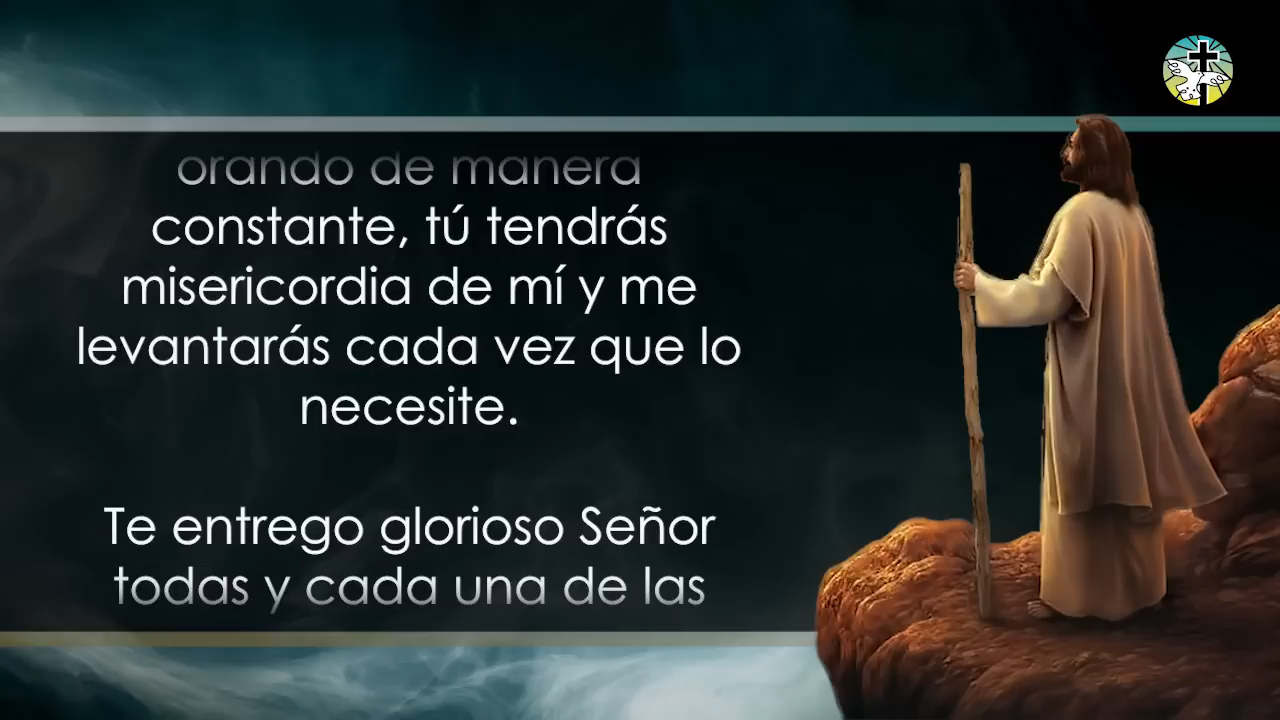 orando de manera
constante, tú tendrás
misericordia de mí y me
levantarás cada vez que lo
necesite.
Te entrego glorioso Señor
todas y cada una de las